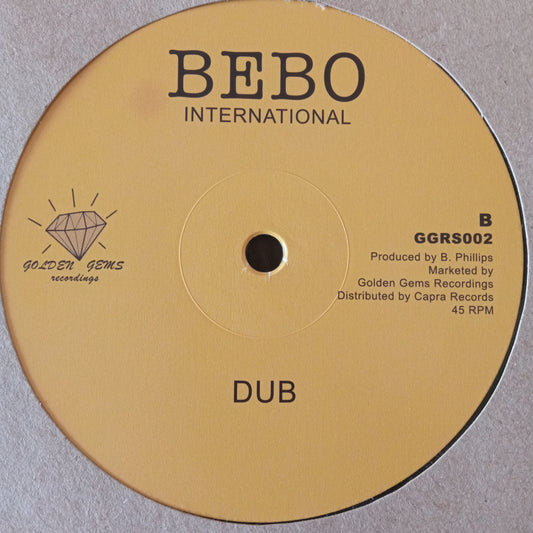 BEBO
INTERNATIONAL
B
GGRS002
Produced by B. Phillips
Marketed by
Golden Gems Recordings
Distributed by Capra Records
45 RPM
GOLDEN GEMS
recordings
DUB